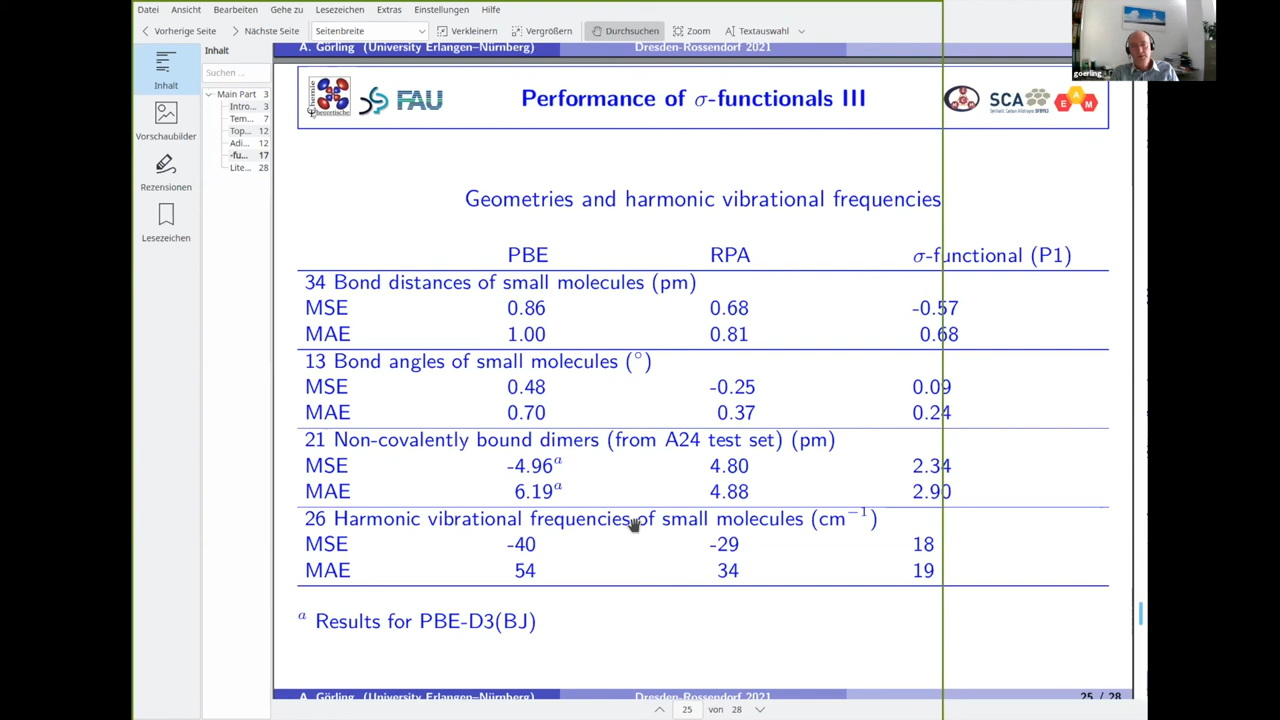 Datei Ansicht Bearbeiten Gehe zu Lesezeichen Extras Einstellungen Hilfe
Vorherige Seite Nächste Seite Seitenbreite Verkleinern Vergrößern Durchsuchen Zoom Textauswahl
Inhalt
Suchen ...
Main Part 3
Intro... 3
Tem... 7
Top... 12
Adi... 12
-fu... 17
Lite... 28
Inhalt
Vorschaubilder
Rezensionen
Lesezeichen
A. Görling (University Erlangen–Nürnberg) Dresden-Rossendorf 2021
Theoretische Chemie FAU Performance of σ-functionals III SCA EAM
goerling
Geometries and harmonic vibrational frequencies
PBE RPA σ-functional (P1)
34 Bond distances of small molecules (pm)
MSE 0.86 0.68 -0.57
MAE 1.00 0.81 0.68
13 Bond angles of small molecules (°)
MSE 0.48 -0.25 0.09
MAE 0.70 0.37 0.24
21 Non-covalently bound dimers (from A24 test set) (pm)
MSE -4.96ᵃ 4.80 2.34
MAE 6.19ᵃ 4.88 2.90
26 Harmonic vibrational frequencies of small molecules (cm⁻¹)
MSE -40 -29 18
MAE 54 34 19
ᵃ Results for PBE-D3(BJ)
A. Görling (University Erlangen–Nürnberg) Dresden-Rossendorf 2021 25 / 28
25 von 28